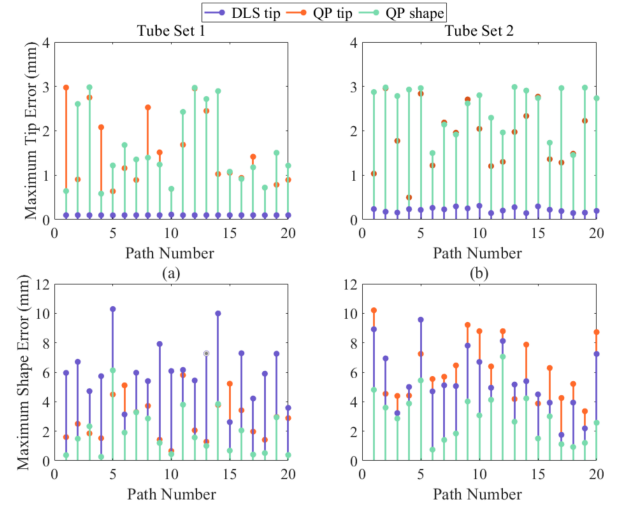 DLS tip QP tip QP shape
Tube Set 1
Tube Set 2
Maximum Tip Error (mm)
4
3
2
1
0
0 5 10 15 20
Path Number
(a)
4
3
2
1
0
0 5 10 15 20
Path Number
(b)
Maximum Shape Error (mm)
12
10
8
6
4
2
0
0 5 10 15 20
Path Number
12
10
8
6
4
2
0
0 5 10 15 20
Path Number